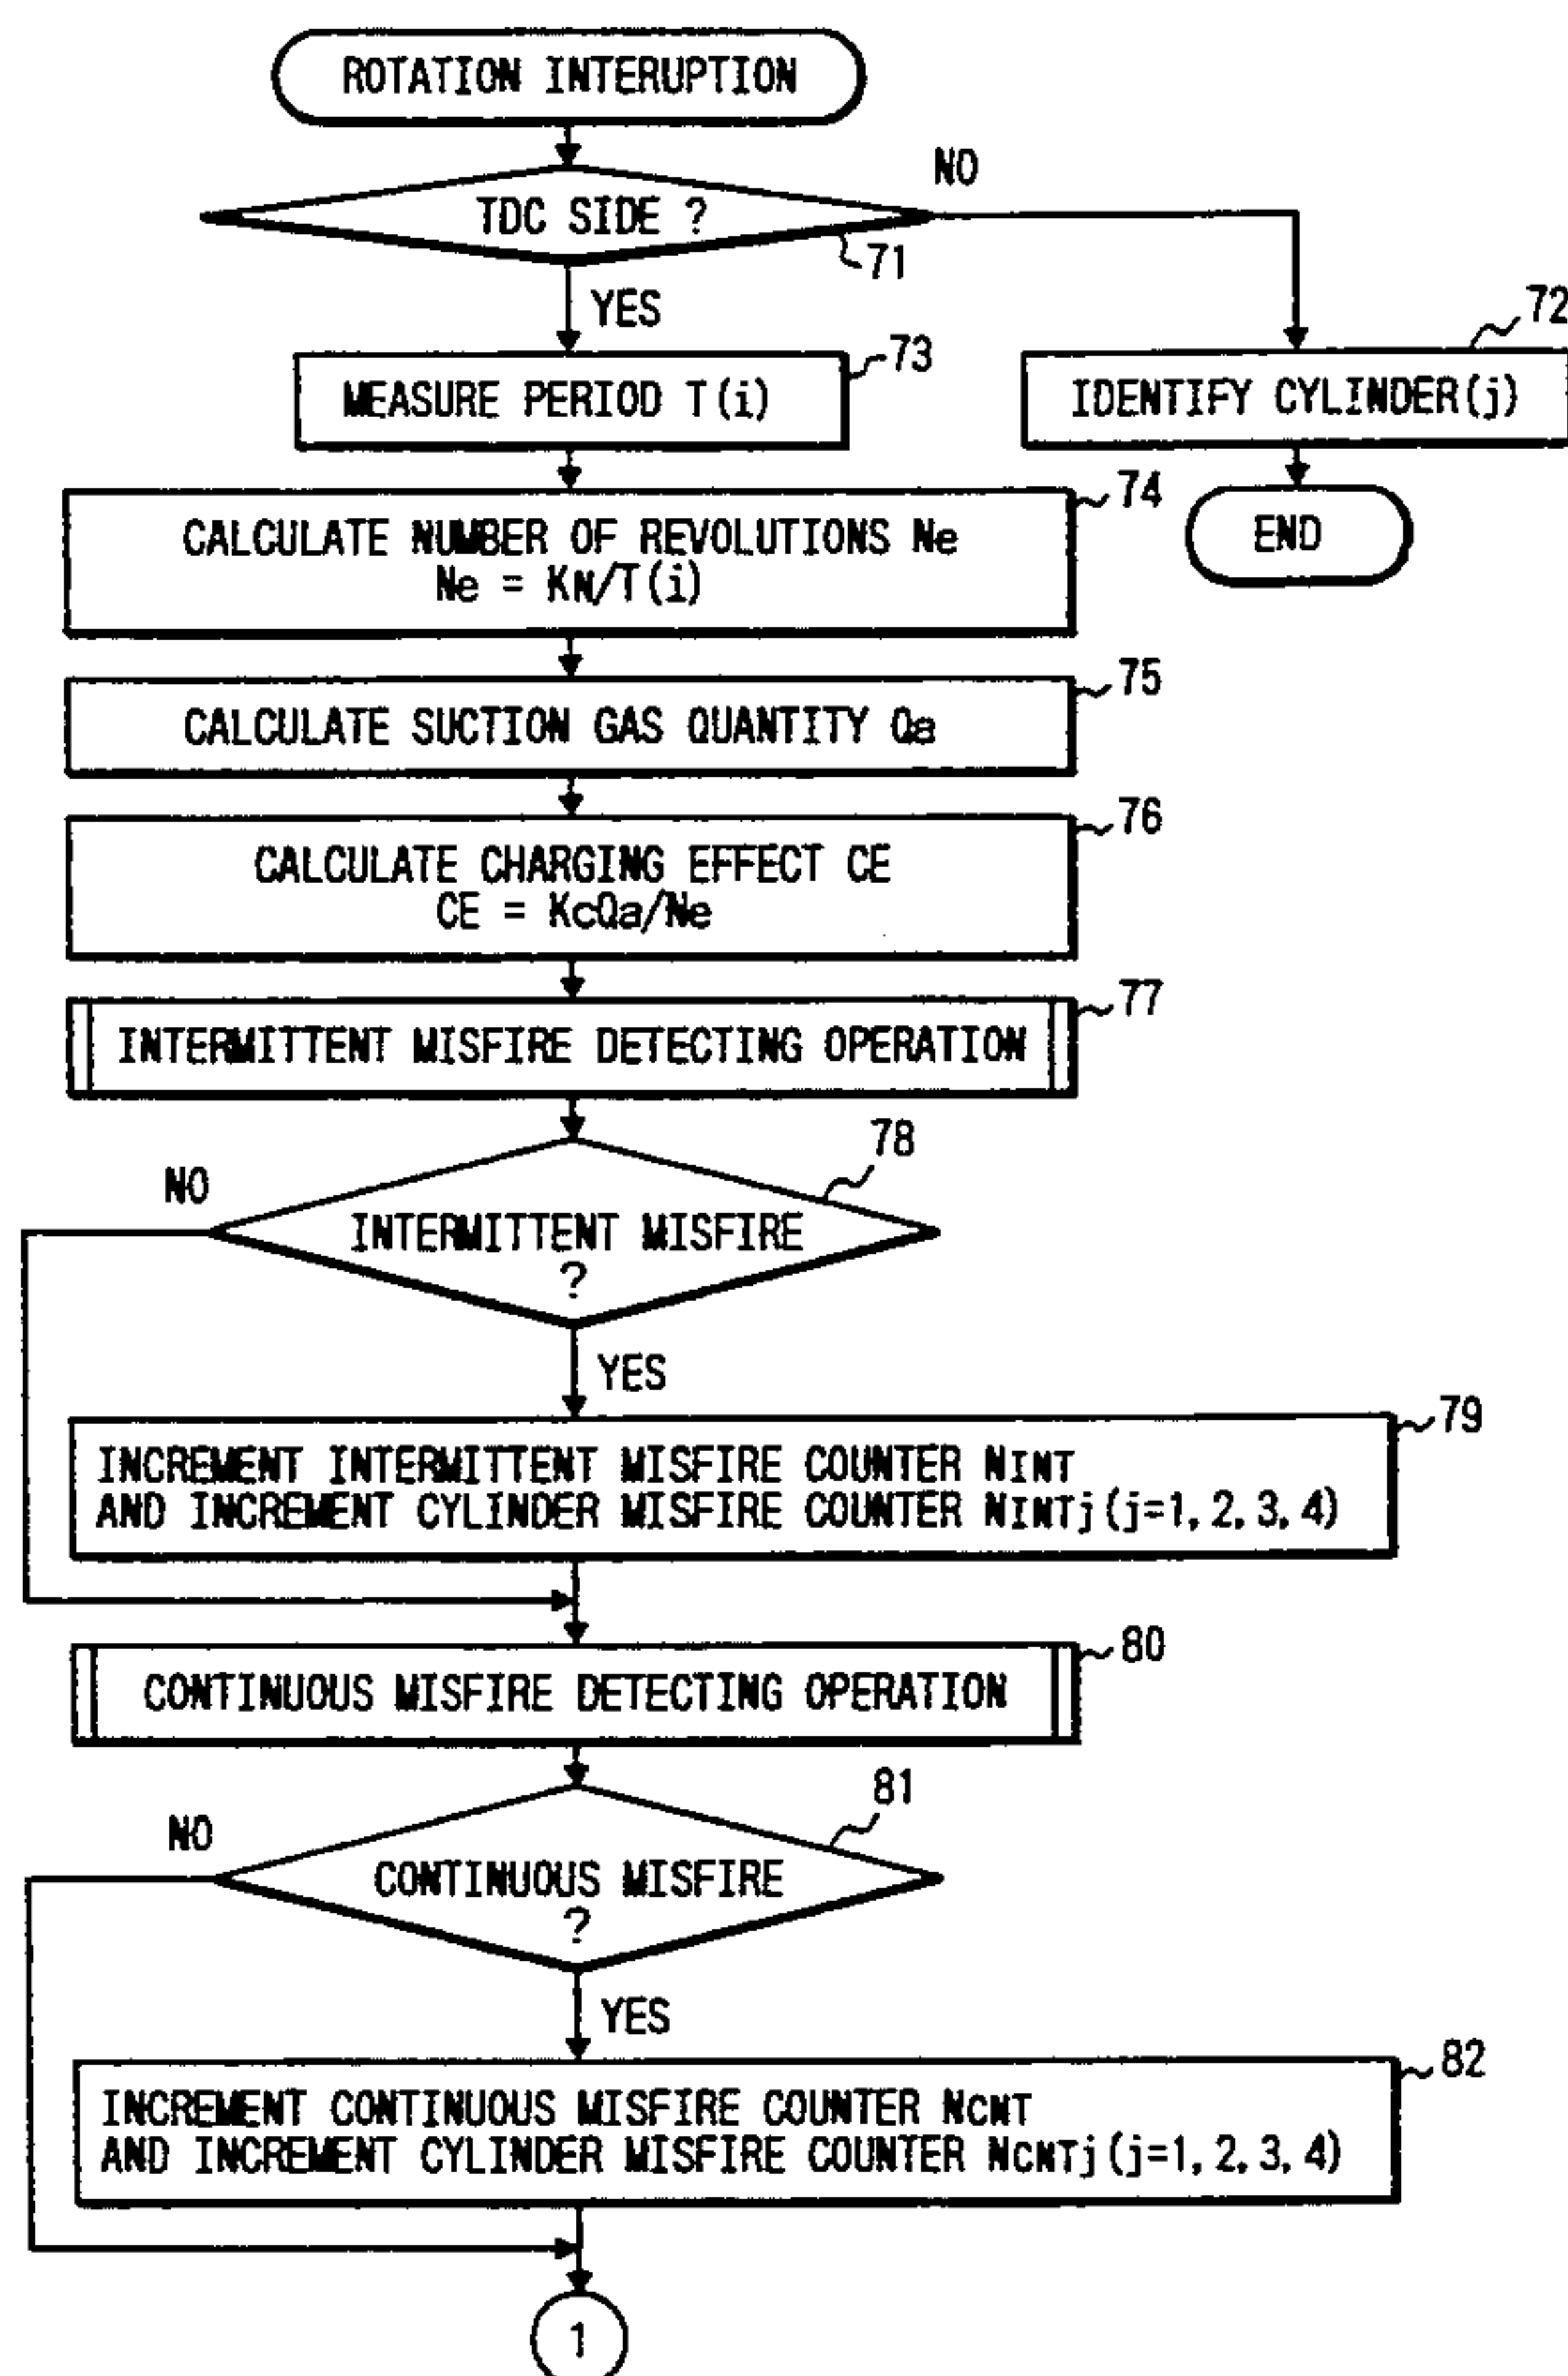 ROTATION INTERUPTION
TDC SIDE ?
NO
71
YES
72
73
MEASURE PERIOD T(i)
IDENTIFY CYLINDER(j)
74
CALCULATE NUMBER OF REVOLUTIONS Ne
Ne = KN/T(i)
END
75
CALCULATE SUCTION GAS QUANTITY Qa
76
CALCULATE CHARGING EFFECT CE
CE = KcQa/Ne
77
INTERMITTENT MISFIRE DETECTING OPERATION
78
NO
INTERMITTENT MISFIRE
?
YES
79
INCREMENT INTERMITTENT MISFIRE COUNTER NINT
AND INCREMENT CYLINDER MISFIRE COUNTER NINTj(j=1, 2, 3, 4)
80
CONTINUOUS MISFIRE DETECTING OPERATION
81
NO
CONTINUOUS MISFIRE
?
YES
82
INCREMENT CONTINUOUS MISFIRE COUNTER NCNT
AND INCREMENT CYLINDER MISFIRE COUNTER NCNTj(j=1, 2, 3, 4)
1